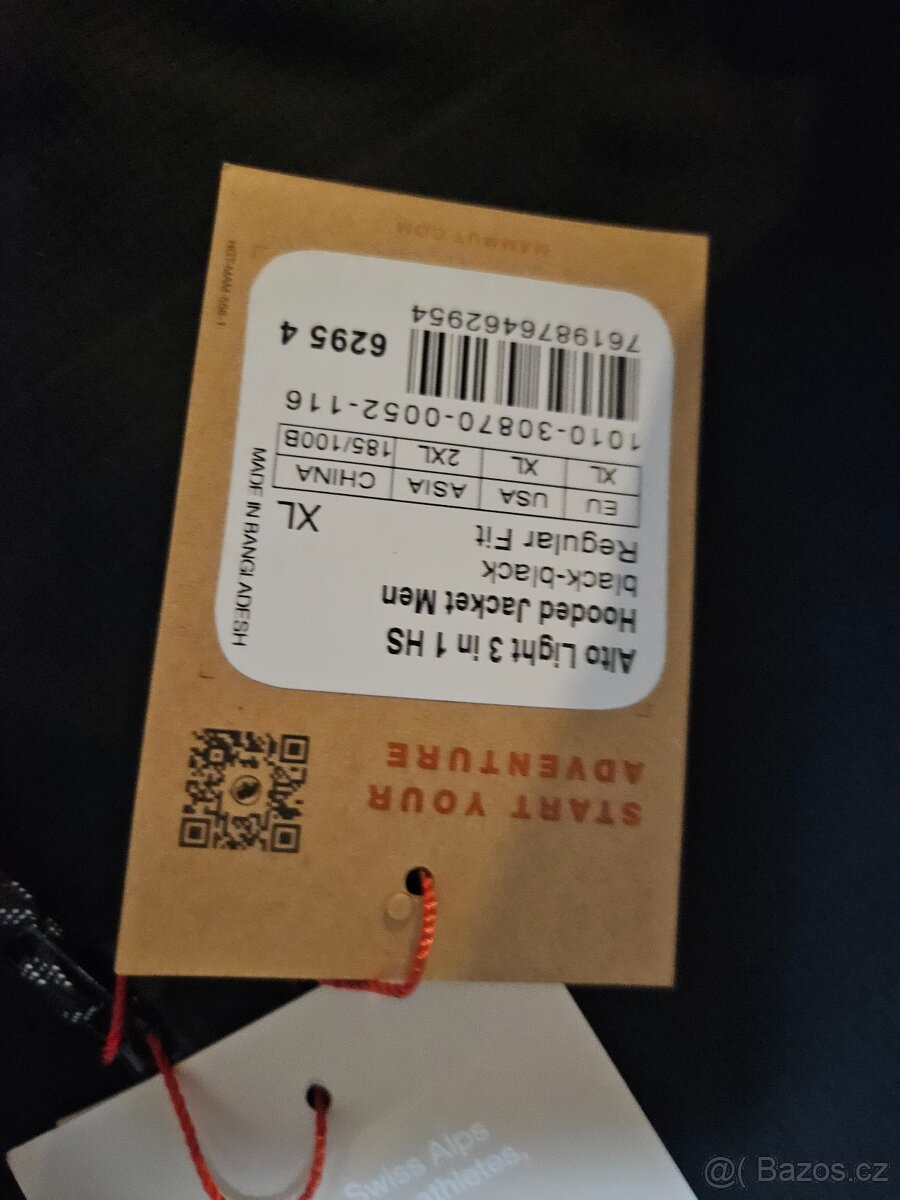 START YOUR
ADVENTURE
Alto Light 3 in 1 HS
Hooded Jacket Men
black-black
Regular Fit
XL
EU USA ASIA CHINA
XL XL 2XL 185/100B
1010-30870-0052-116
7619876462954
6295 4
MADE IN BANGLADESH
MAMMUT.COM
Swiss Alps
athletes,
@( Bazos.cz